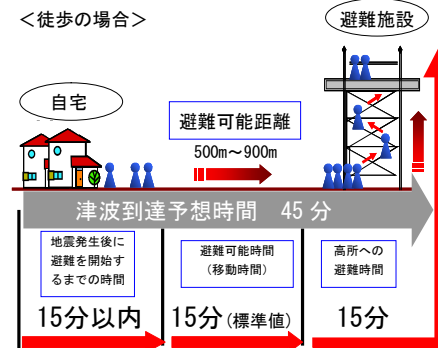 ＜徒歩の場合＞
避難施設
自宅
避難可能距離
500m～900m
津波到達予想時間　45 分
地震発生後に
避難を開始す
るまでの時間
避難可能時間
（移動時間）
高所への
避難時間
15分以内
15分（標準値）
15分